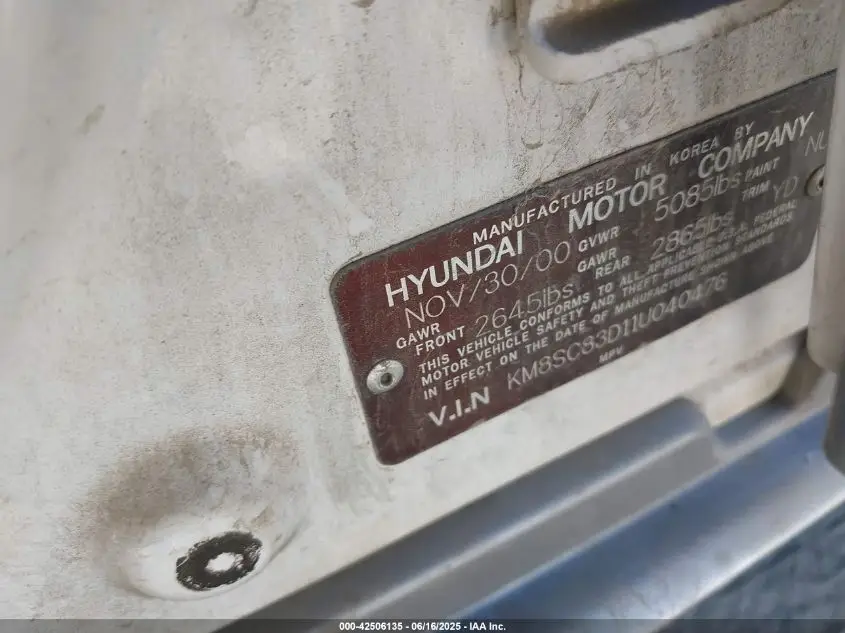 MANUFACTURED IN KOREA BY
HYUNDAI MOTOR COMPANY
NOV/30/00 GVWR 5085lbs PAINT NU
GAWR FRONT 2645lbs GAWR REAR 2865lbs TRIM YD
THIS VEHICLE CONFORMS TO ALL APPLICABLE U.S.A. FEDERAL
MOTOR VEHICLE SAFETY AND THEFT PREVENTION STANDARDS
IN EFFECT ON THE DATE OF MANUFACTURE SHOWN ABOVE
V.I.N KM8SC83D11U040476
MPV
000-42506135 - 06/16/2025 - IAA Inc.